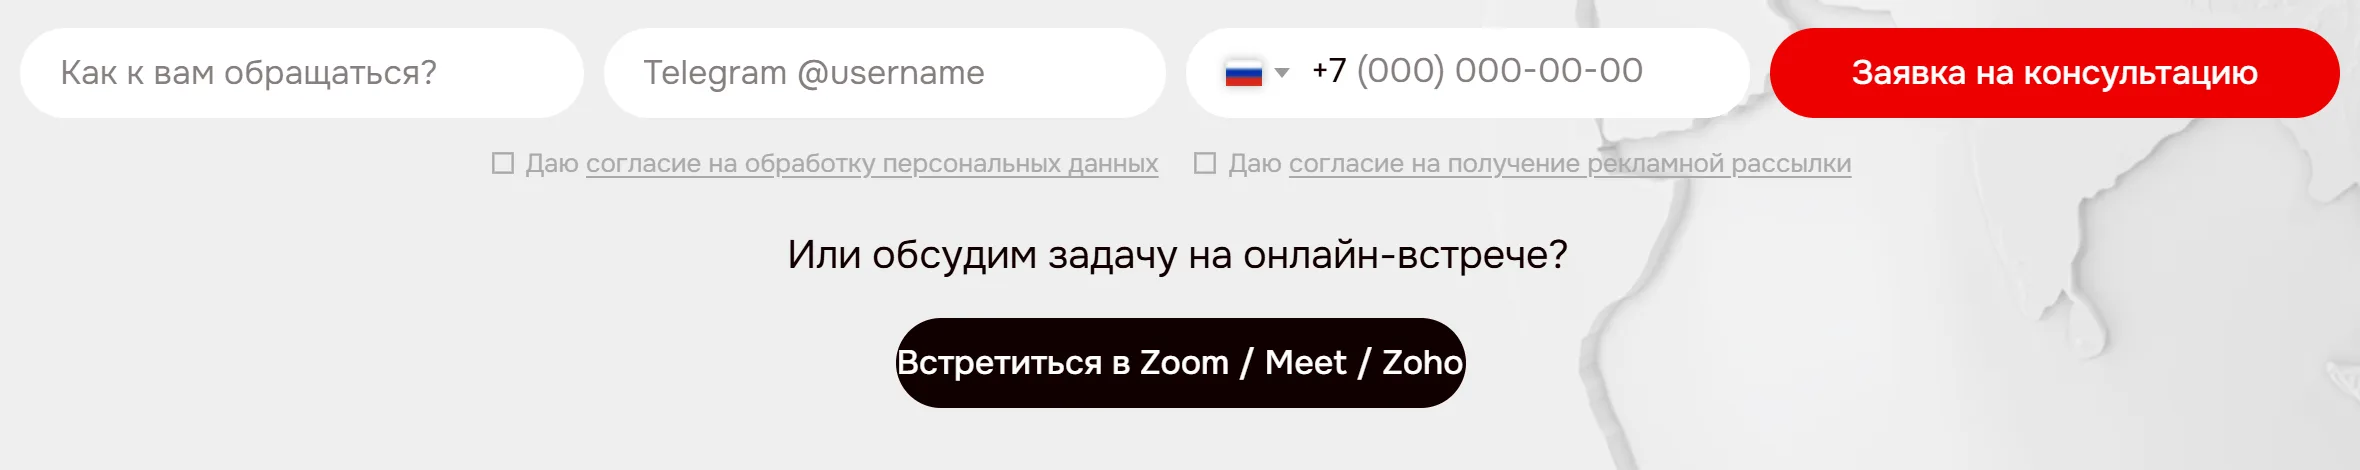 Как к вам обращаться?
Telegram @username
+7 (000) 000-00-00
Заявка на консультацию
Даю согласие на обработку персональных данных
Даю согласие на получение рекламной рассылки
Или обсудим задачу на онлайн-встрече?
Встретиться в Zoom / Meet / Zoho